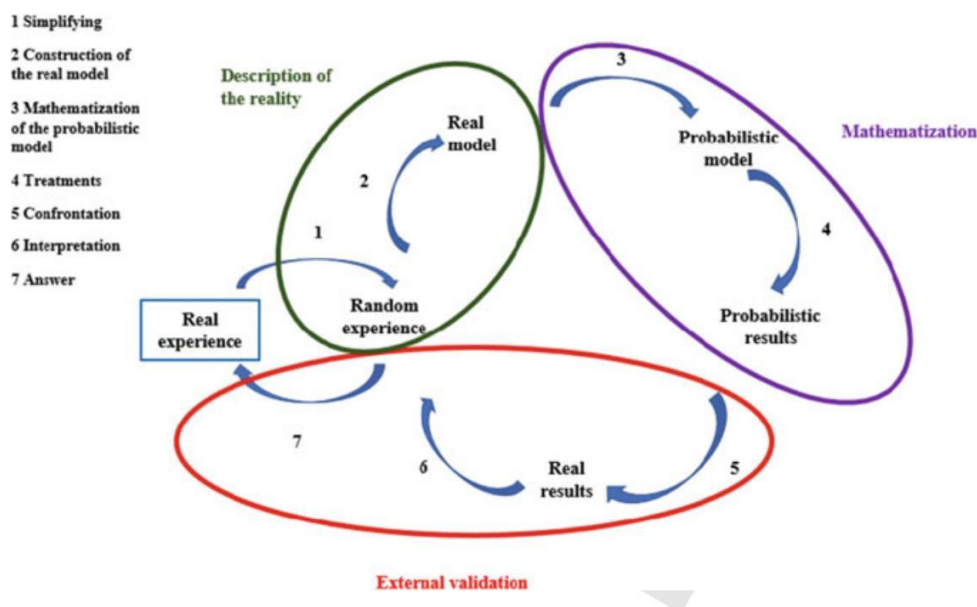 1 Simplifying
2 Construction of
the real model
3 Mathematization
of the probabilistic
model
4 Treatments
5 Confrontation
6 Interpretation
7 Answer
Description of
the reality
Real
model
2
1
Random
experience
Real
experience
3
Probabilistic
model
Mathematization
4
Probabilistic
results
7
6
Real
results
5
External validation